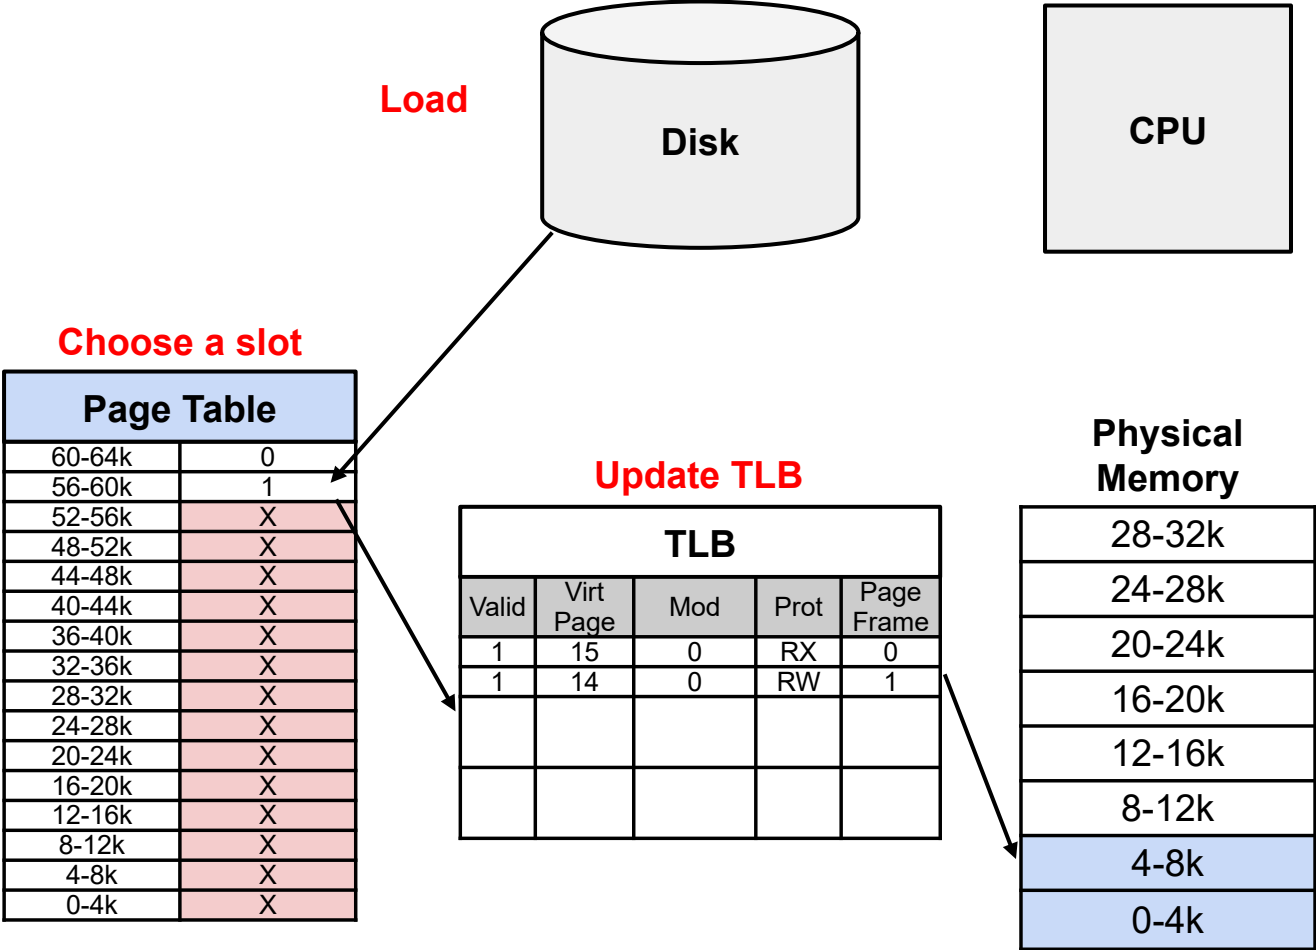 Load
Disk
CPU
Choose a slot
Page Table
60-64k 0
56-60k 1
52-56k X
48-52k X
44-48k X
40-44k X
36-40k X
32-36k X
28-32k X
24-28k X
20-24k X
16-20k X
12-16k X
8-12k X
4-8k X
0-4k X
Update TLB
TLB
Valid Virt Page Mod Prot Page Frame
1 15 0 RX 0
1 14 0 RW 1
Physical
Memory
28-32k
24-28k
20-24k
16-20k
12-16k
8-12k
4-8k
0-4k